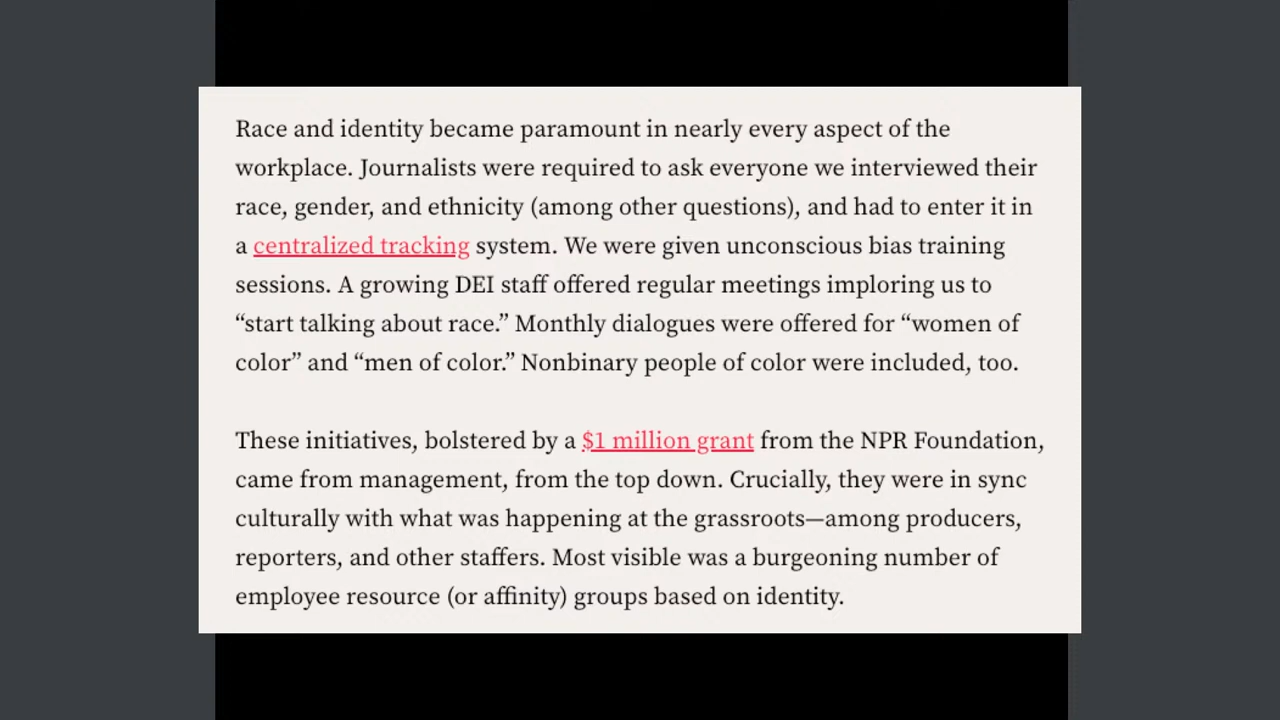 Race and identity became paramount in nearly every aspect of the
workplace. Journalists were required to ask everyone we interviewed their
race, gender, and ethnicity (among other questions), and had to enter it in
a centralized tracking system. We were given unconscious bias training
sessions. A growing DEI staff offered regular meetings imploring us to
“start talking about race.” Monthly dialogues were offered for “women of
color” and “men of color.” Nonbinary people of color were included, too.
These initiatives, bolstered by a $1 million grant from the NPR Foundation,
came from management, from the top down. Crucially, they were in sync
culturally with what was happening at the grassroots—among producers,
reporters, and other staffers. Most visible was a burgeoning number of
employee resource (or affinity) groups based on identity.